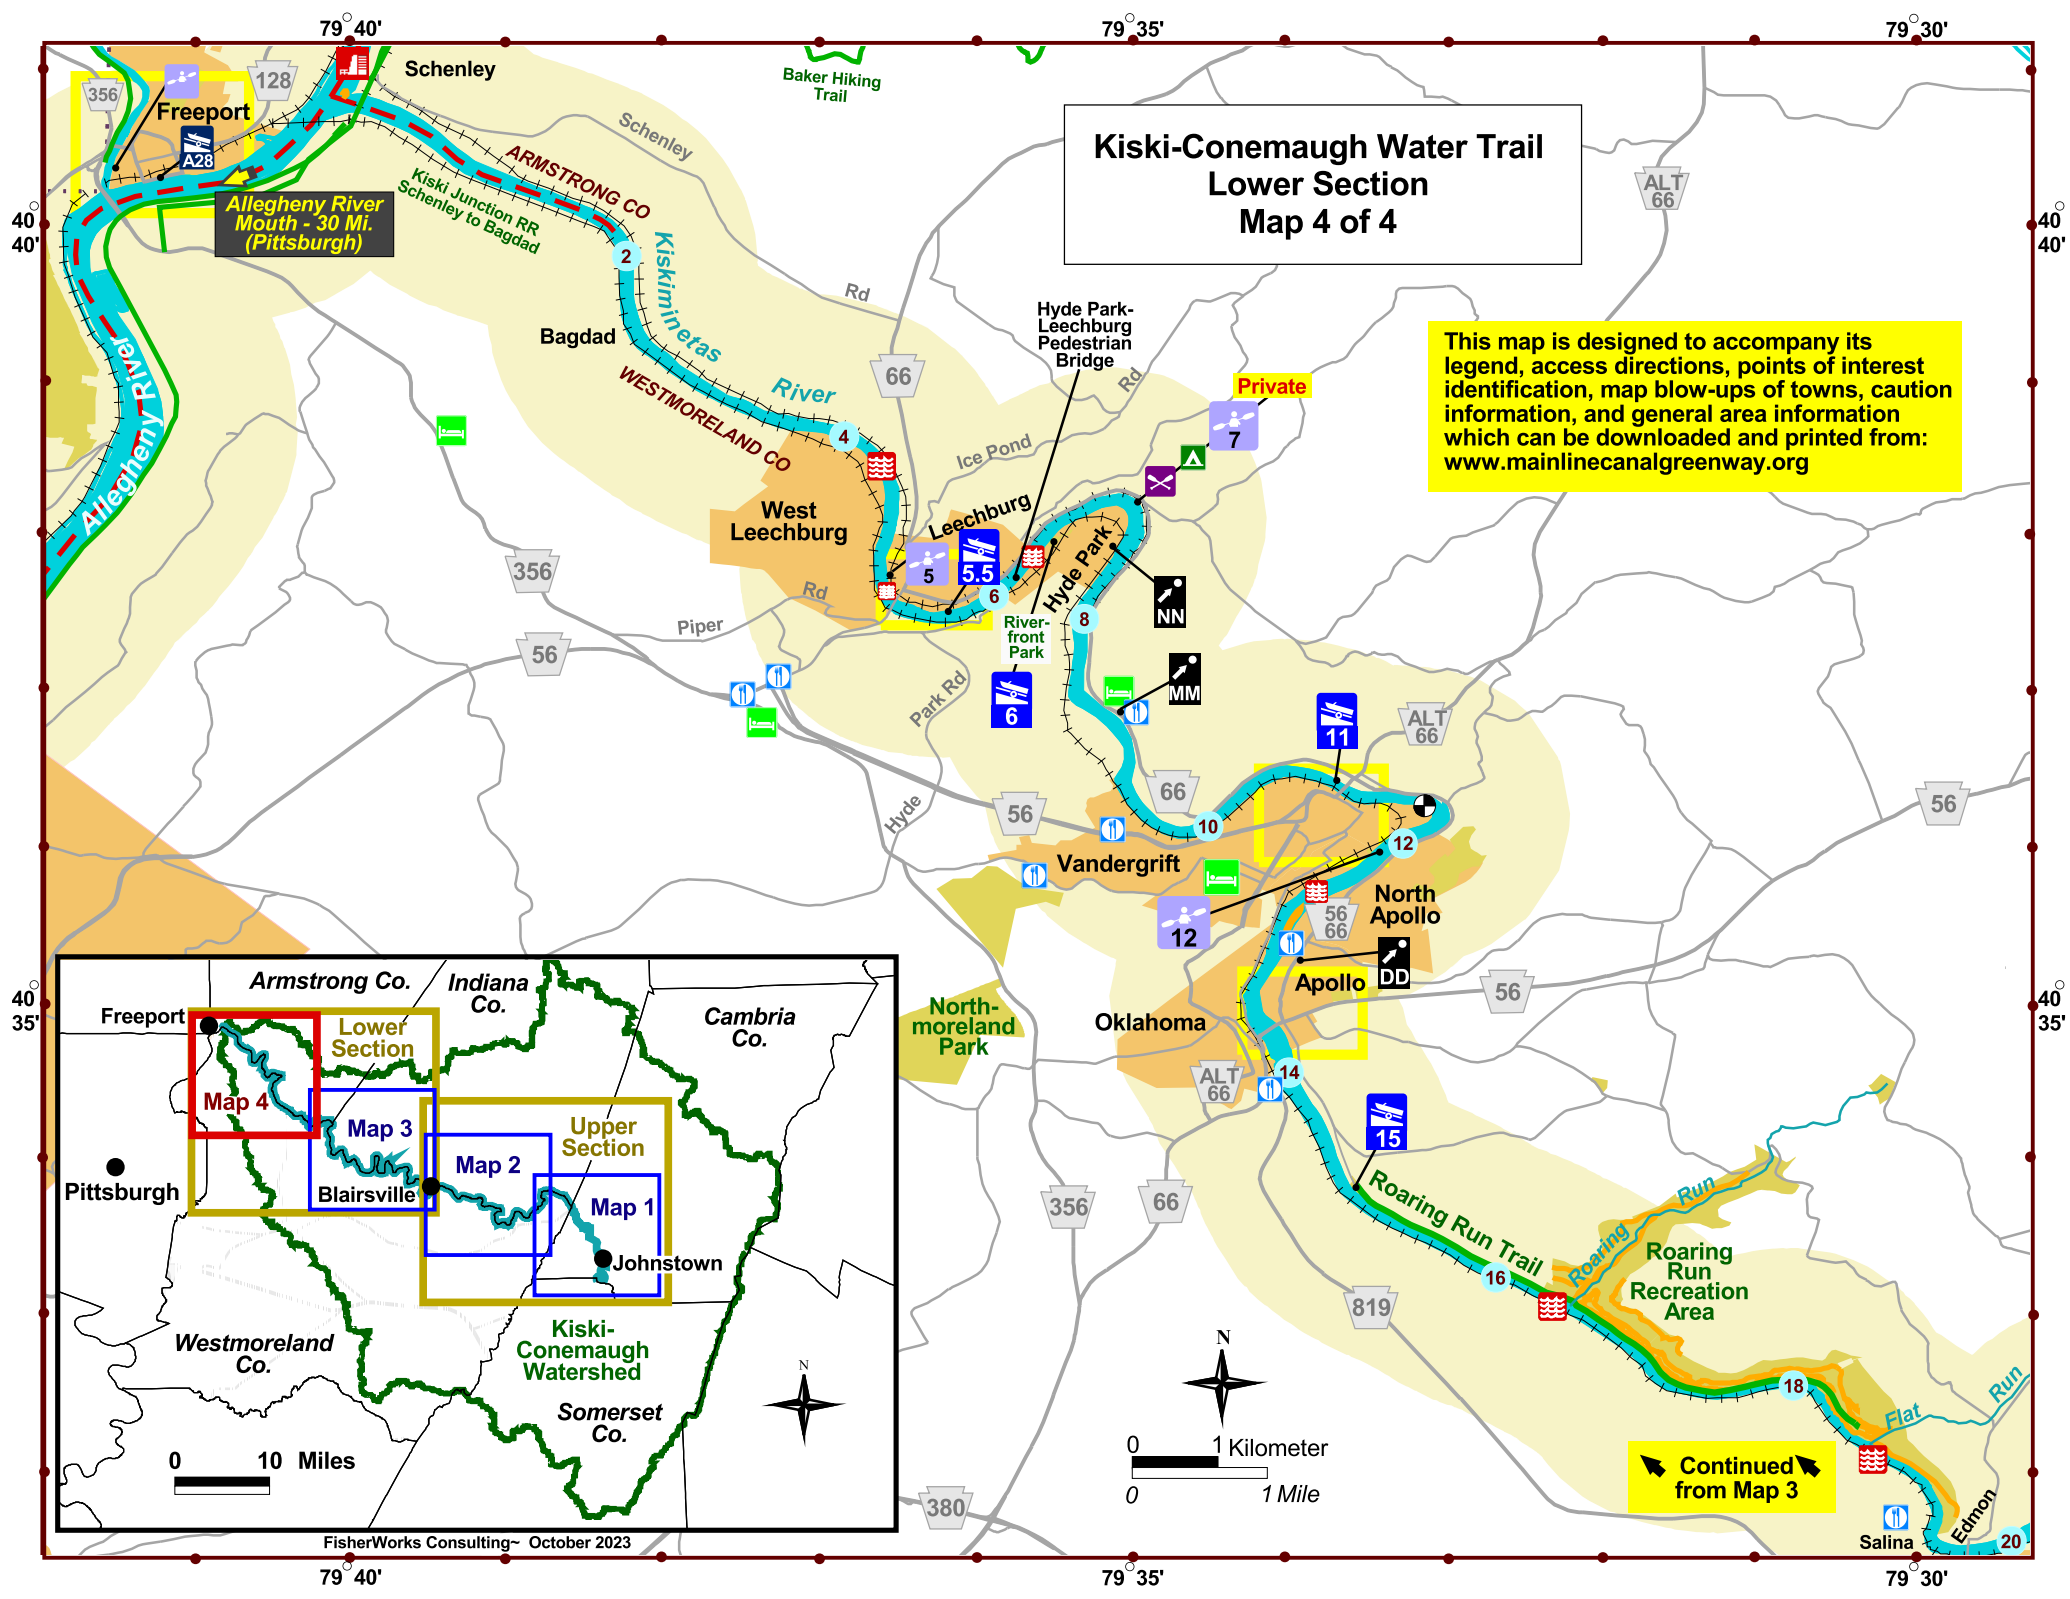 79° 40'
79° 35'
79° 30'
Schenley
128
356
Freeport
A28
Baker Hiking
Trail
Kiski-Conemaugh Water Trail
Lower Section
Map 4 of 4
ALT
66
Schenley
Rd
ARMSTRONG CO
Kiski Junction RR
Schenley to Bagdad
Allegheny River
Mouth - 30 Mi.
(Pittsburgh)
40°
40'
40°
40'
2
Kiskiminetas
River
Bagdad
WESTMORELAND CO
66
Hyde Park-
Leechburg
Pedestrian
Bridge
Rd
Private
7
This map is designed to accompany its
legend, access directions, points of interest
identification, map blow-ups of towns, caution
information, and general area information
which can be downloaded and printed from:
www.mainlinecanalgreenway.org
Allegheny River
4
Ice Pond
West
Leechburg
Leechburg
5
5.5
6
Hyde Park
NN
356
Rd
Piper
56
River-
front
Park
8
MM
Park Rd
6
11
ALT
66
66
56
56
Hyde
10
12
Vandergrift
North
Apollo
56
66
12
DD
Apollo
56
North-
moreland
Park
Oklahoma
40°
35'
40°
35'
14
ALT
66
15
Roaring Run Trail
356
66
Roaring
Run
Roaring
Run
Recreation
Area
16
819
18
Flat
Run
N
0 1 Kilometer
0 1 Mile
Continued
from Map 3
Edmon
Salina
20
380
Armstrong Co.
Indiana
Co.
Cambria
Co.
Freeport
Lower
Section
Map 4
Map 3
Upper
Section
Map 2
Map 1
Pittsburgh
Blairsville
Johnstown
Westmoreland
Co.
Kiski-
Conemaugh
Watershed
Somerset
Co.
N
0 10 Miles
FisherWorks Consulting~ October 2023
79° 40'
79° 35'
79° 30'